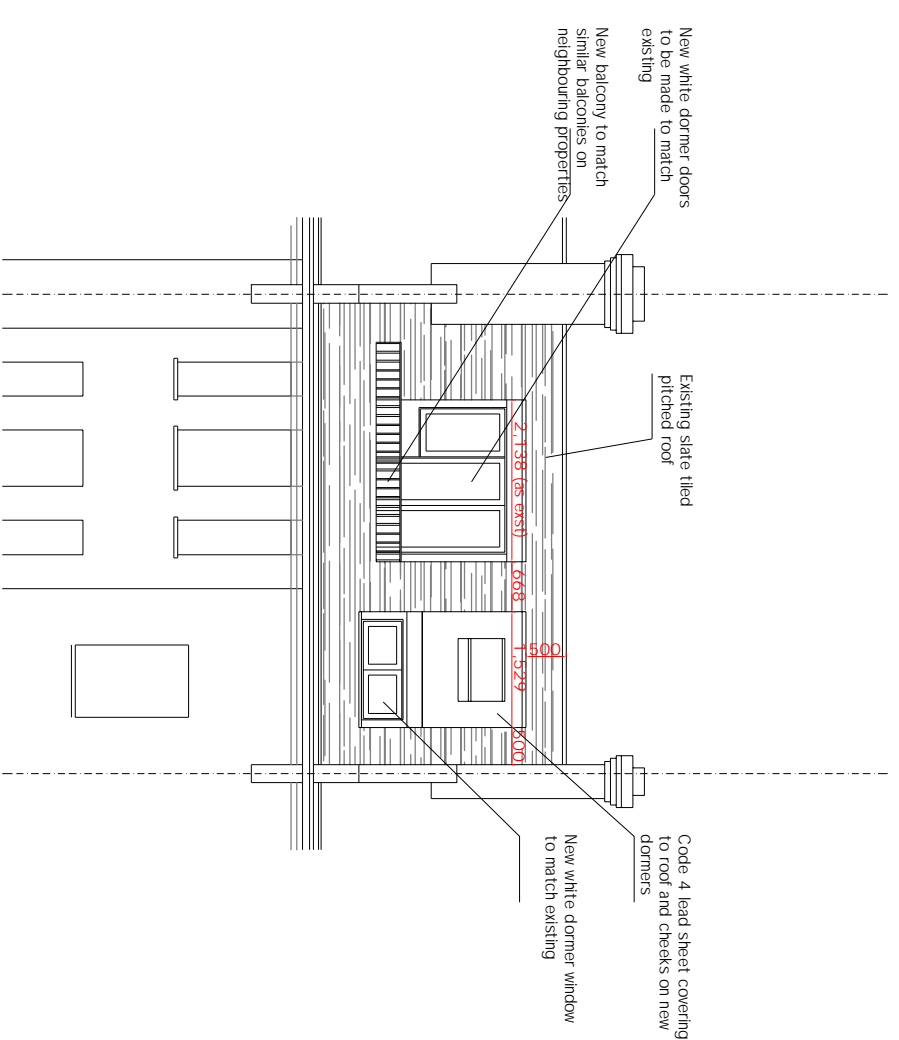 New white dormer doors
to be made to match
existing
New balcony to match
similar balconies on
neighbouring properties
Existing slate tiled
pitched roof
2,138 (as exst)
668
1,529
500
500
Code 4 lead sheet covering
to roof and cheeks on new
dormers
New white dormer window
to match existing